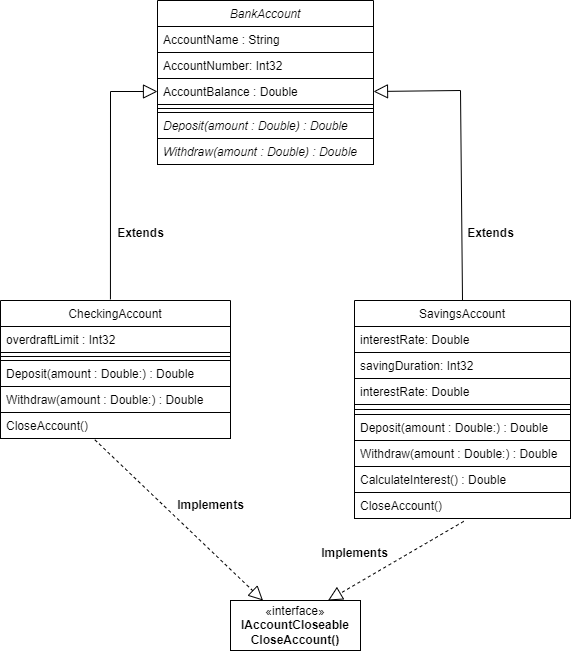 BankAccount
AccountName : String
AccountNumber: Int32
AccountBalance : Double
Deposit(amount : Double) : Double
Withdraw(amount : Double) : Double
Extends
Extends
CheckingAccount
overdraftLimit : Int32
Deposit(amount : Double:) : Double
Withdraw(amount : Double:) : Double
CloseAccount()
SavingsAccount
interestRate: Double
savingDuration: Int32
interestRate: Double
Deposit(amount : Double:) : Double
Withdraw(amount : Double:) : Double
CalculateInterest() : Double
CloseAccount()
Implements
Implements
«interface»
IAccountCloseable
CloseAccount()